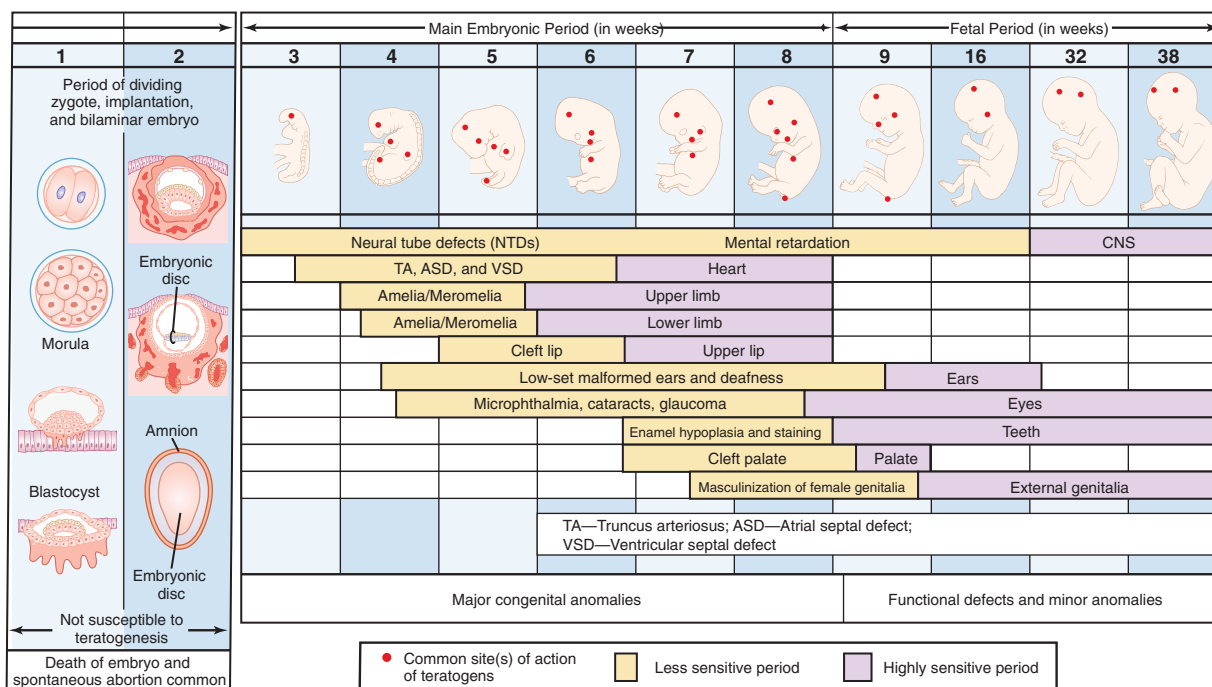 Main Embryonic Period (in weeks)
Fetal Period (in weeks)
1
2
3
4
5
6
7
8
9
16
32
38
Period of dividing
zygote, implantation,
and bilaminar embryo
Morula
Blastocyst
Embryonic
disc
Amnion
Embryonic
disc
Not susceptible to
teratogenesis
Death of embryo and
spontaneous abortion common
Neural tube defects (NTDs)
Mental retardation
CNS
TA, ASD, and VSD
Heart
Amelia/Meromelia
Upper limb
Amelia/Meromelia
Lower limb
Cleft lip
Upper lip
Low-set malformed ears and deafness
Ears
Microphthalmia, cataracts, glaucoma
Eyes
Enamel hypoplasia and staining
Teeth
Cleft palate
Palate
Masculinization of female genitalia
External genitalia
TA—Truncus arteriosus; ASD—Atrial septal defect;
VSD—Ventricular septal defect
Major congenital anomalies
Functional defects and minor anomalies
Common site(s) of action
of teratogens
Less sensitive period
Highly sensitive period